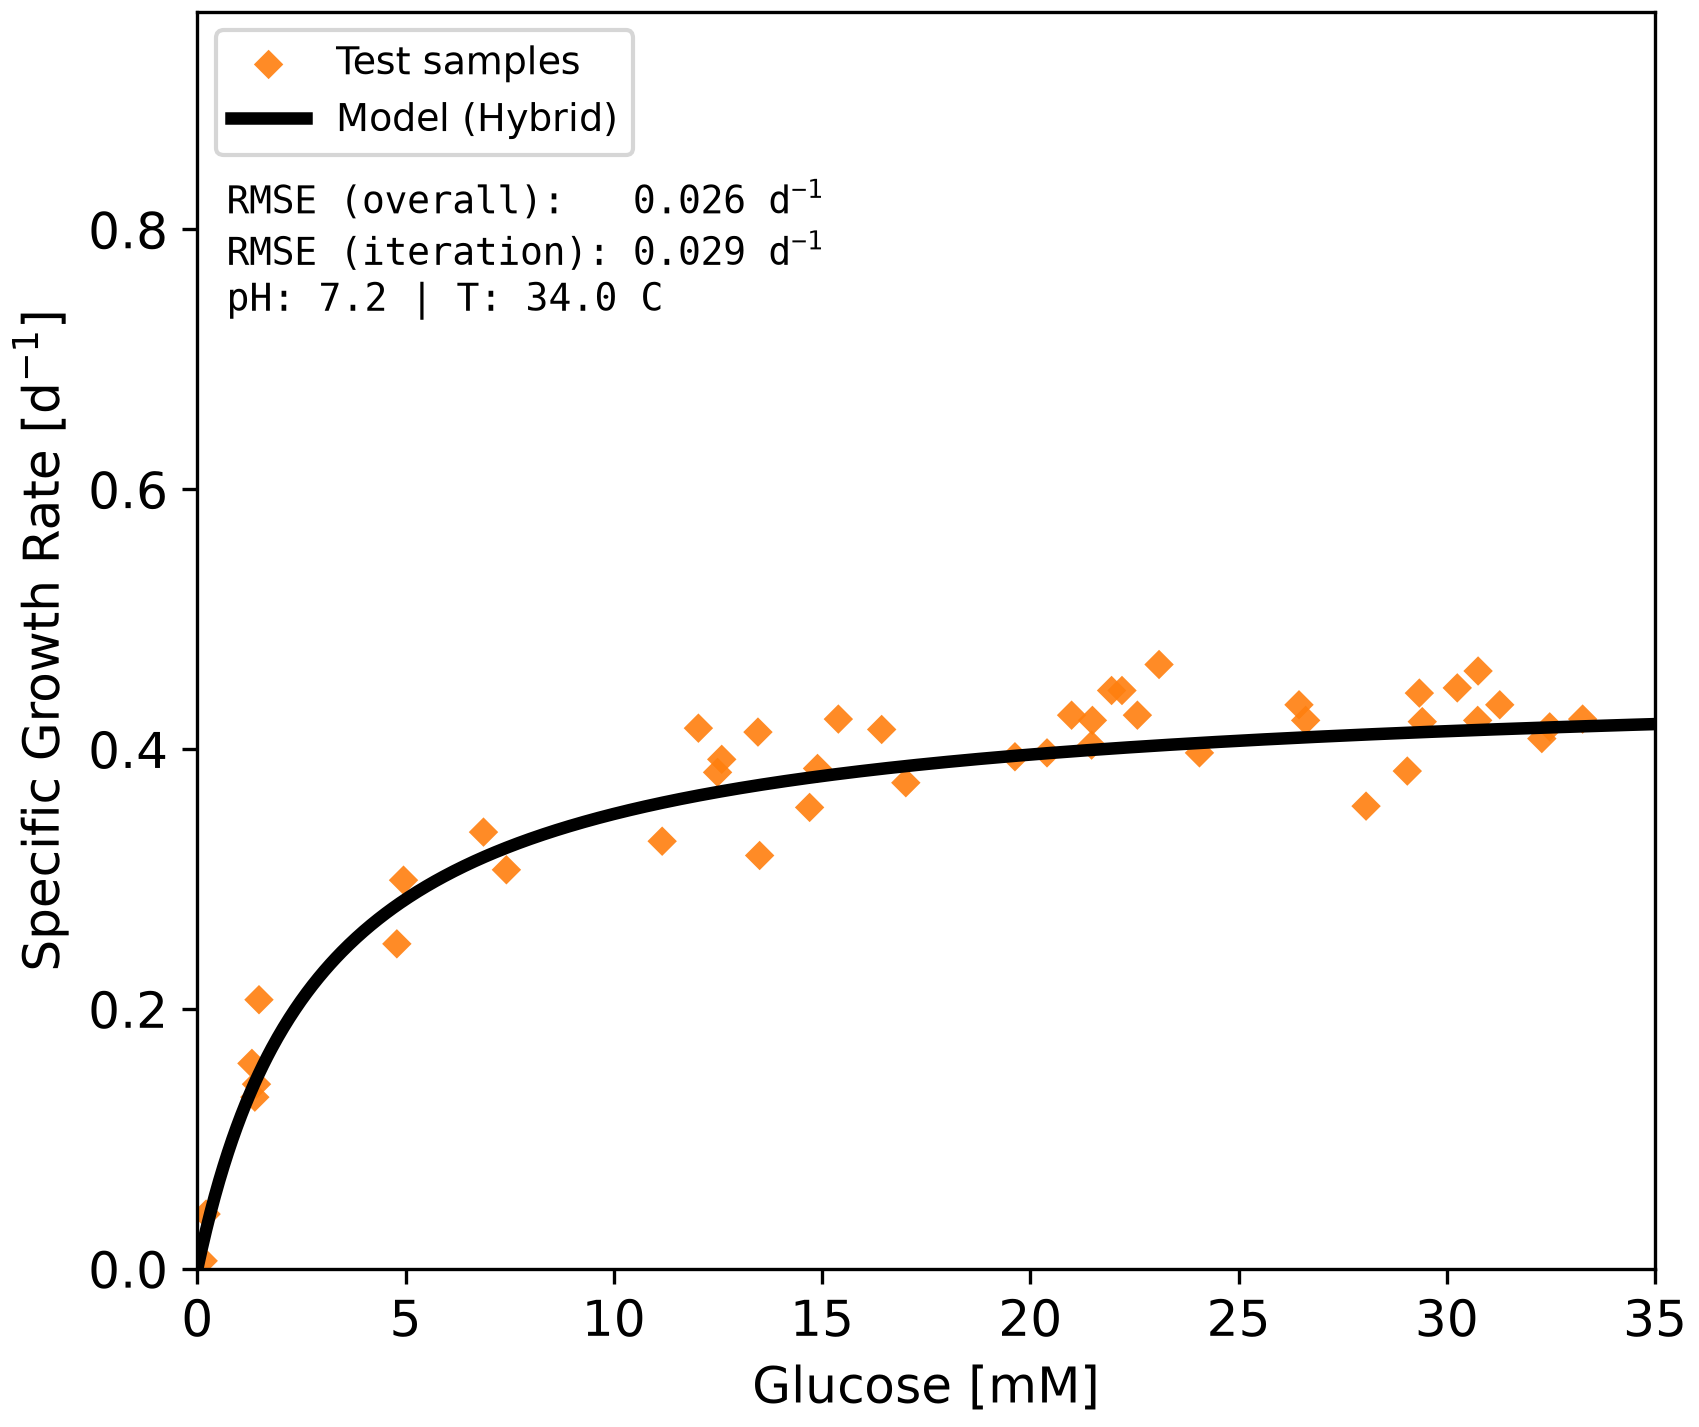 Test samples
Model (Hybrid)
RMSE (overall):   0.026 d⁻¹
RMSE (iteration): 0.029 d⁻¹
pH: 7.2 | T: 34.0 C
Specific Growth Rate [d⁻¹]
0.8
0.6
0.4
0.2
0.0
0 5 10 15 20 25 30 35
Glucose [mM]